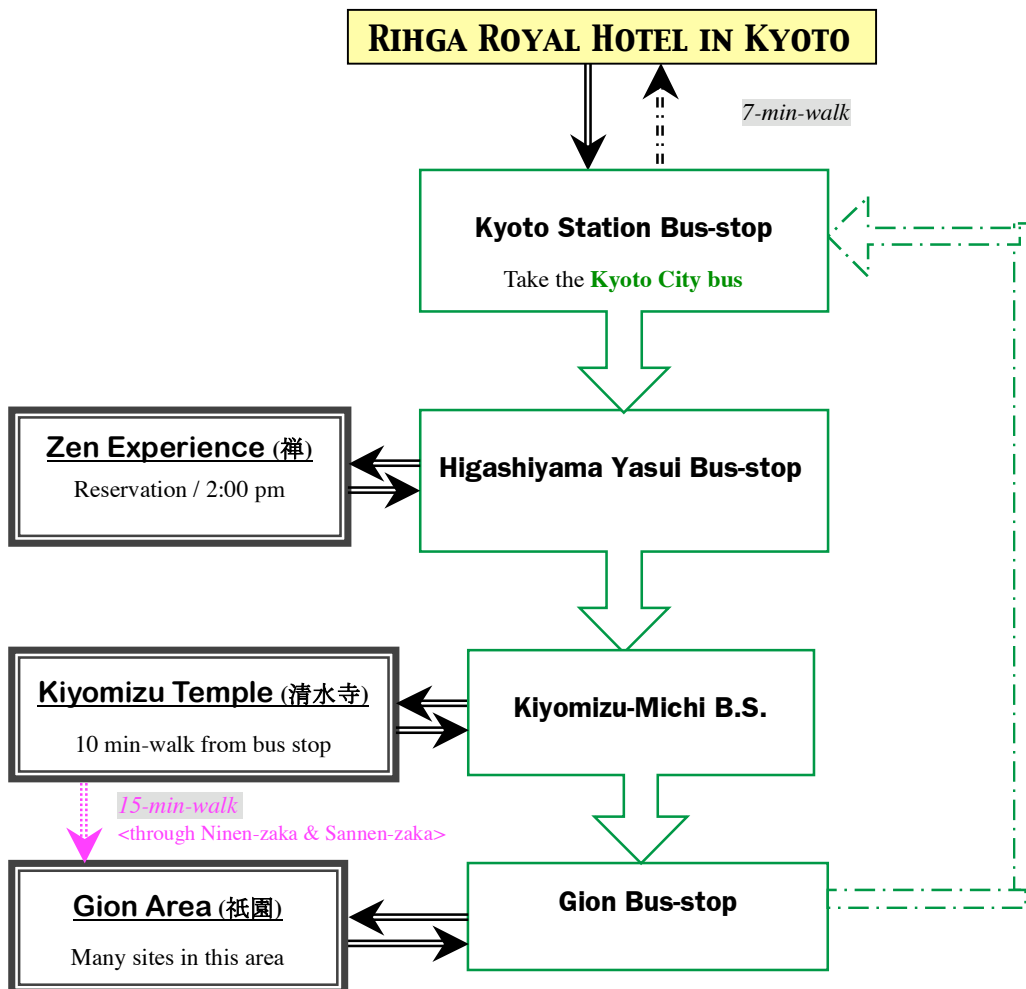 RIHGA ROYAL HOTEL IN KYOTO
7-min-walk
Kyoto Station Bus-stop
Take the Kyoto City bus
Zen Experience (禅)
Reservation / 2:00 pm
Higashiyama Yasui Bus-stop
Kiyomizu Temple (清水寺)
10 min-walk from bus stop
Kiyomizu-Michi B.S.
15-min-walk
<through Ninen-zaka & Sannen-zaka>
Gion Area (祇園)
Many sites in this area
Gion Bus-stop